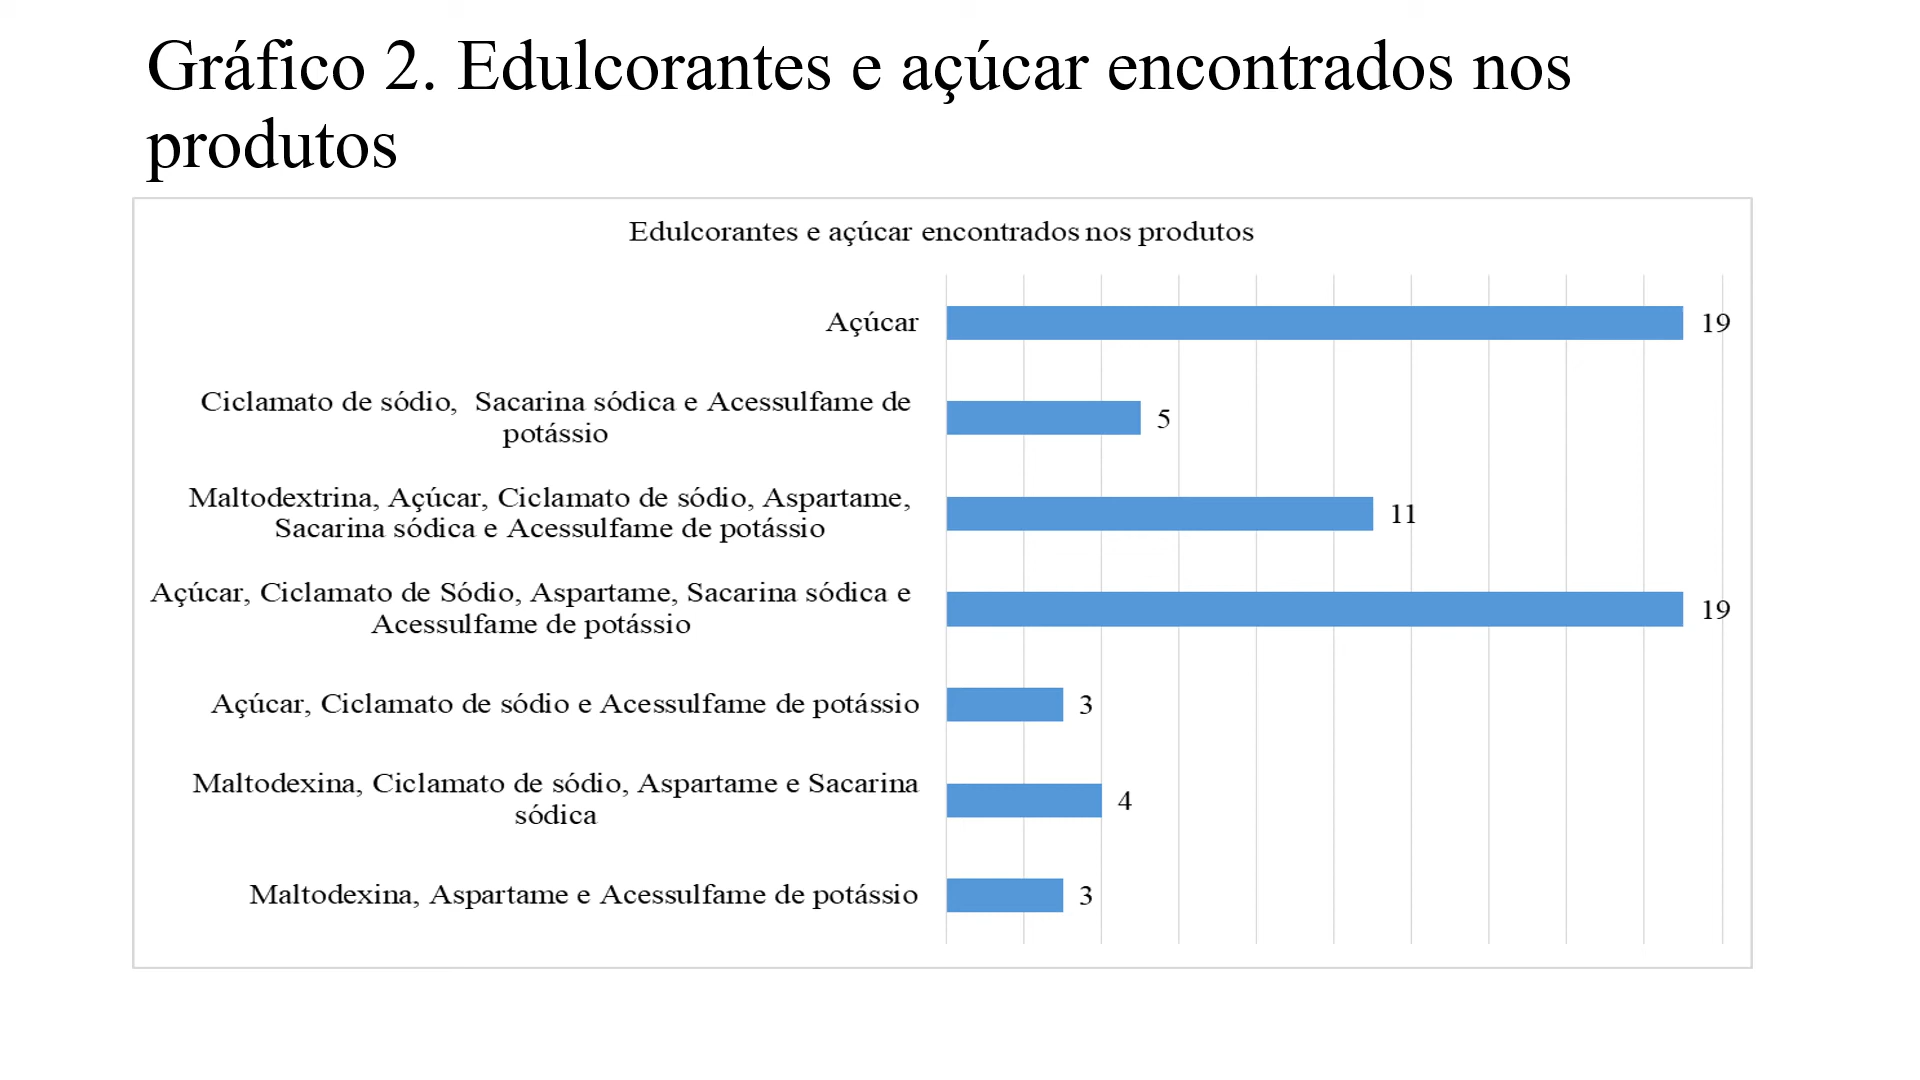 Gráfico 2. Edulcorantes e açúcar encontrados nos
produtos
Edulcorantes e açúcar encontrados nos produtos
Açúcar
19
Ciclamato de sódio, Sacarina sódica e Acessulfame de
potássio
5
Maltodextrina, Açúcar, Ciclamato de sódio, Aspartame,
Sacarina sódica e Acessulfame de potássio
11
Açúcar, Ciclamato de Sódio, Aspartame, Sacarina sódica e
Acessulfame de potássio
19
Açúcar, Ciclamato de sódio e Acessulfame de potássio
3
Maltodexina, Ciclamato de sódio, Aspartame e Sacarina
sódica
4
Maltodexina, Aspartame e Acessulfame de potássio
3